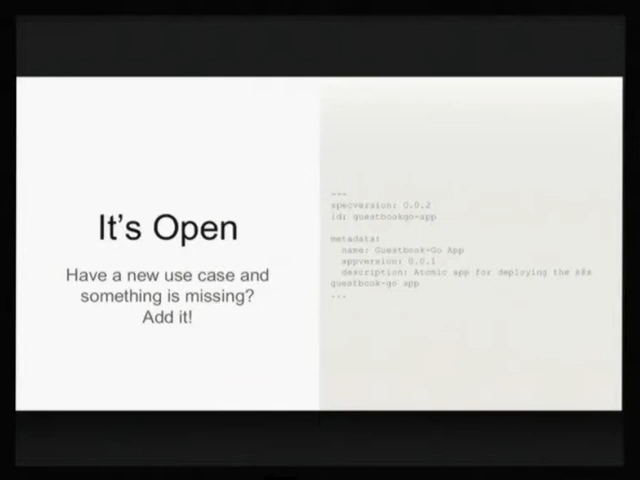 It's Open
Have a new use case and
something is missing?
Add it!
---
specversion: 0.0.2
id: guestbookgo-app
metadata:
name: Guestbook-Go App
appversion: 0.0.1
description: Atomic app for deploying the k8s
guestbook-go app
...